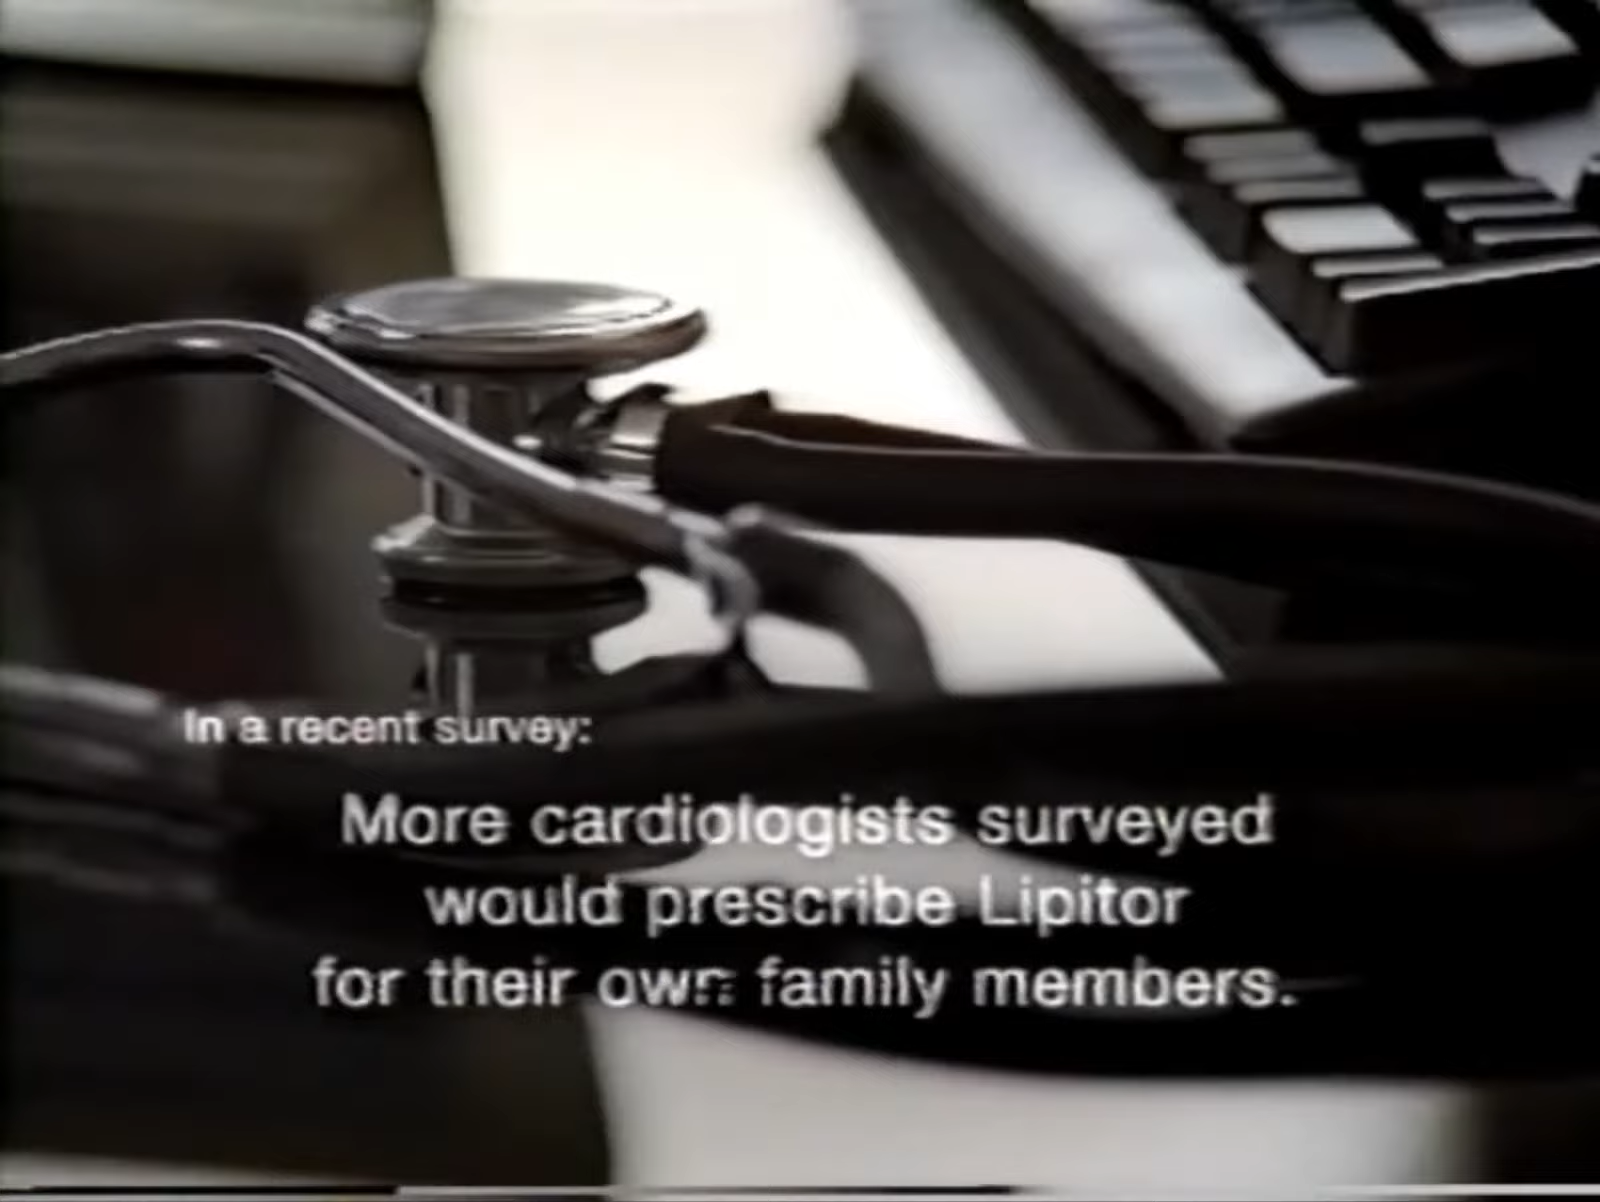 In a recent survey:
More cardiologists surveyed
would prescribe Lipitor
for their own family members.